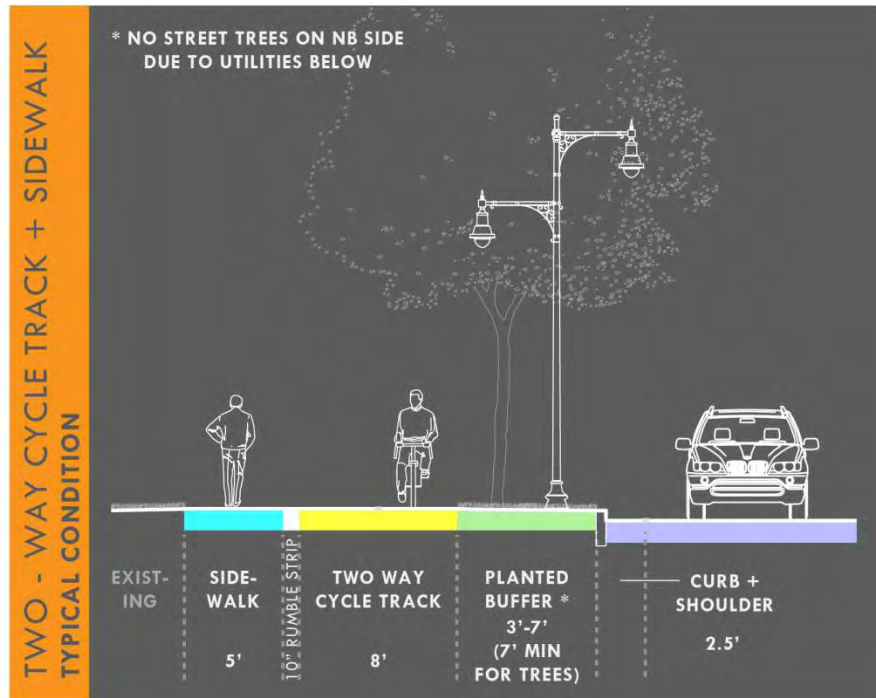 TWO - WAY CYCLE TRACK + SIDEWALK
TYPICAL CONDITION
* NO STREET TREES ON NB SIDE
DUE TO UTILITIES BELOW
EXIST-
ING
SIDE-
WALK
5'
10" RUMBLE STRIP
TWO WAY
CYCLE TRACK
8'
PLANTED
BUFFER *
3'-7'
(7' MIN
FOR TREES)
CURB +
SHOULDER
2.5'